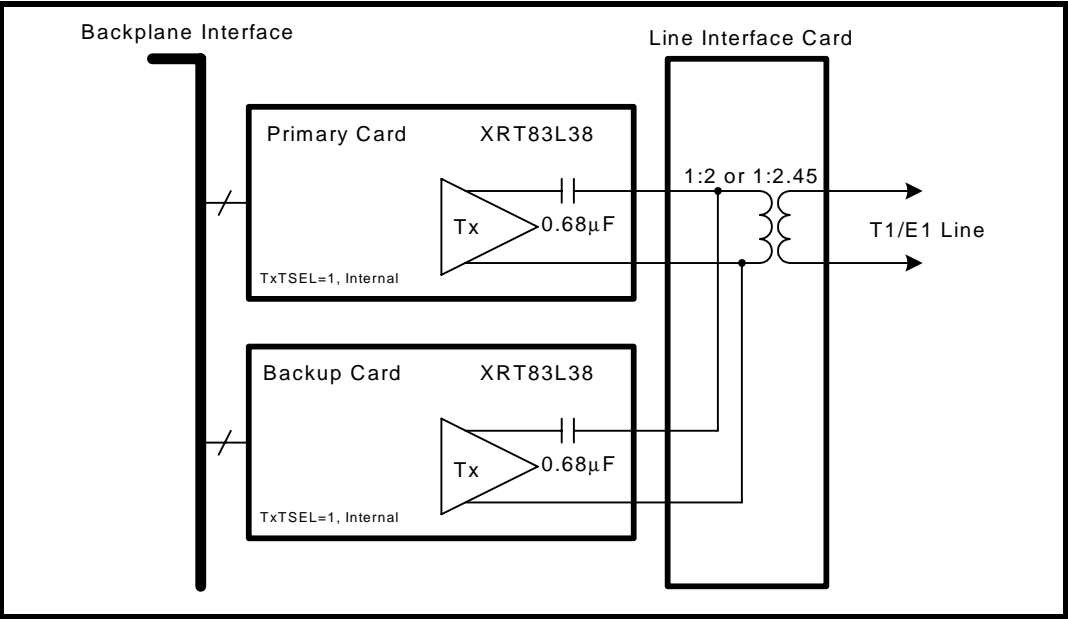 Backplane Interface
Line Interface Card
Primary Card XRT83L38
1:2 or 1:2.45
Tx
0.68μF
T1/E1 Line
TxTSEL=1, Internal
Backup Card XRT83L38
Tx
0.68μF
TxTSEL=1, Internal